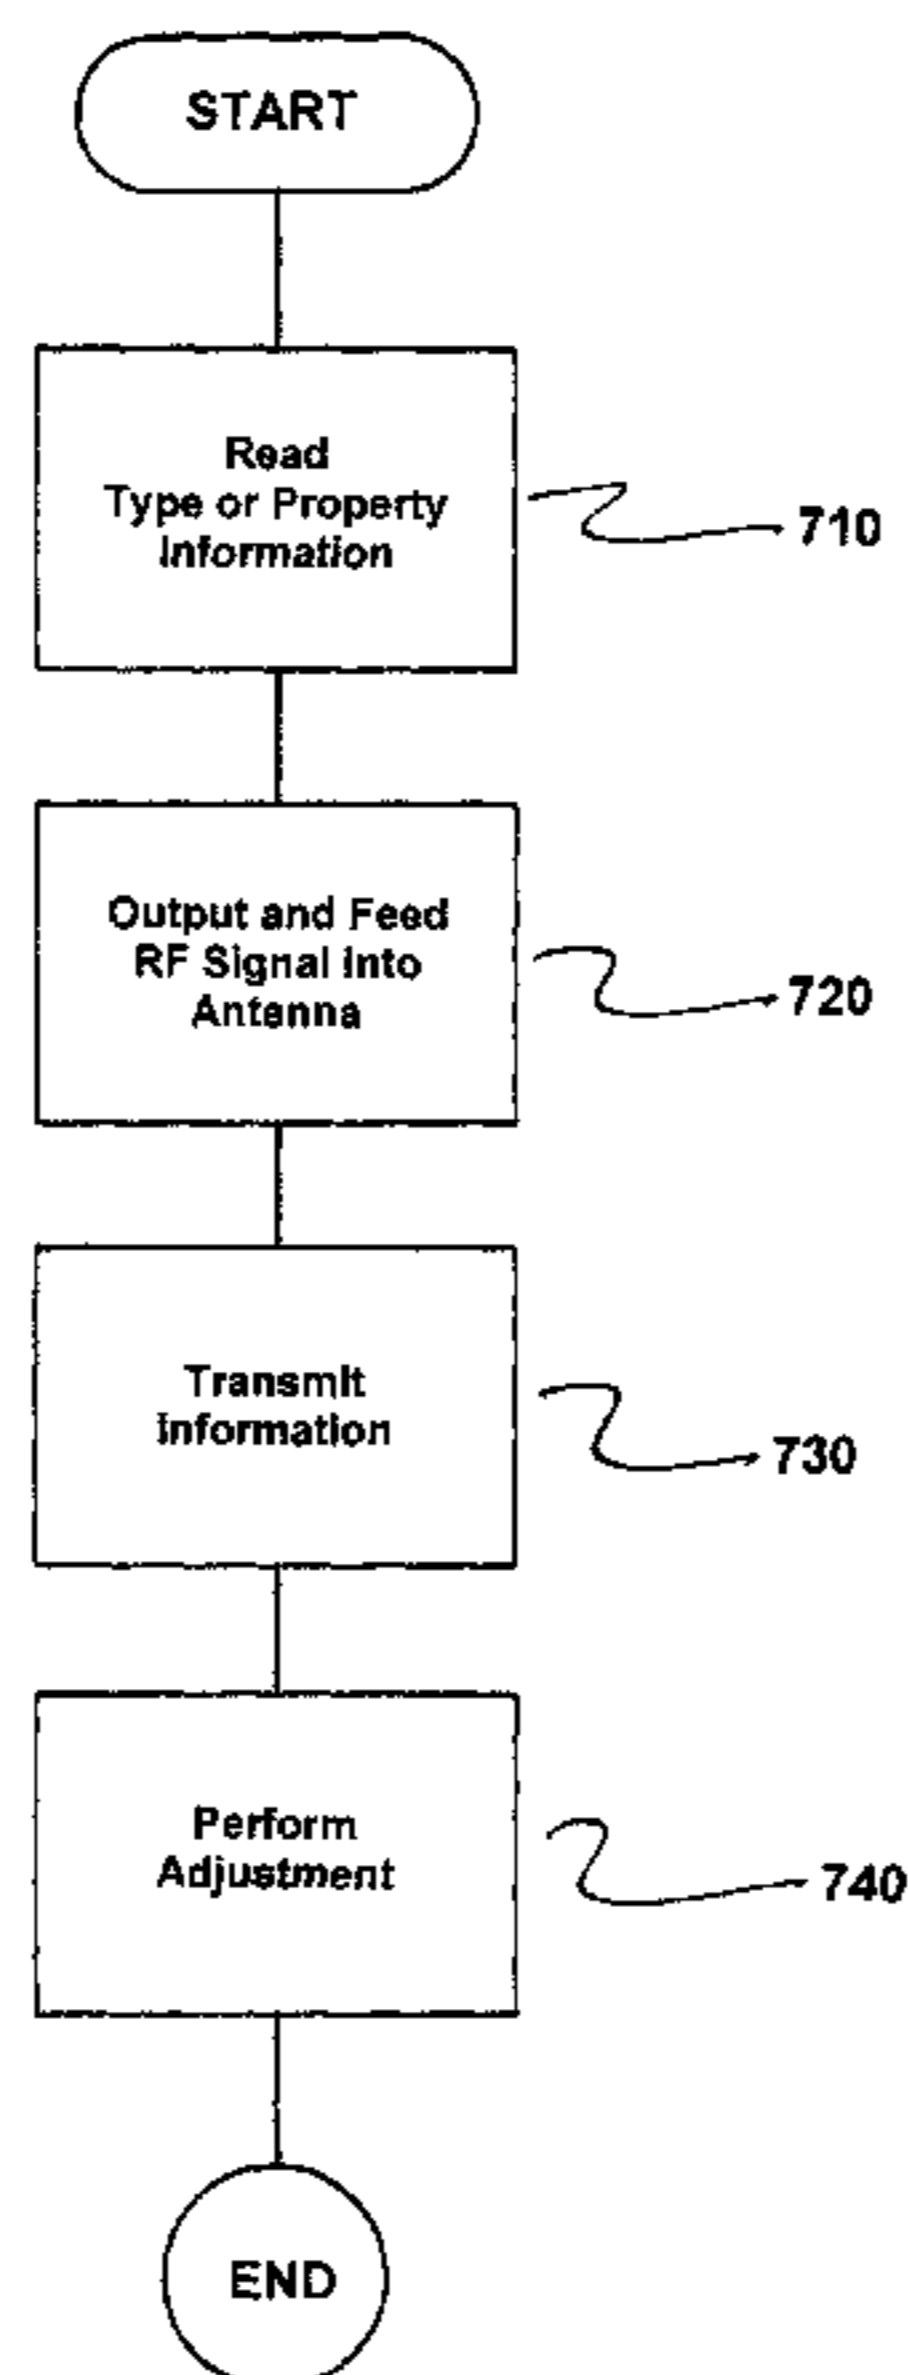 START
Read
Type or Property
Information
710
Output and Feed
RF Signal into
Antenna
720
Transmit
Information
730
Perform
Adjustment
740
END